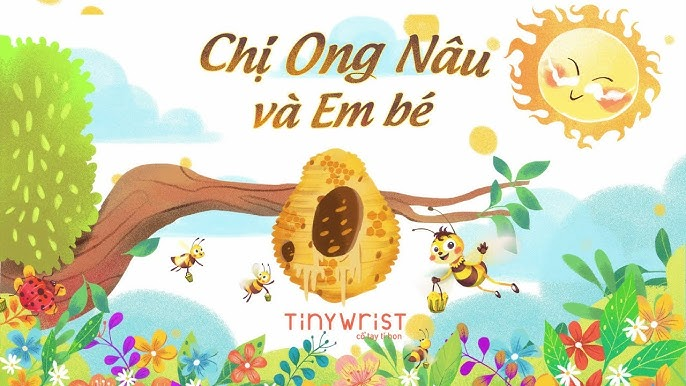 Chị Ong Nâu
và Em bé
TiNYWRiST
cổ tay tí hon